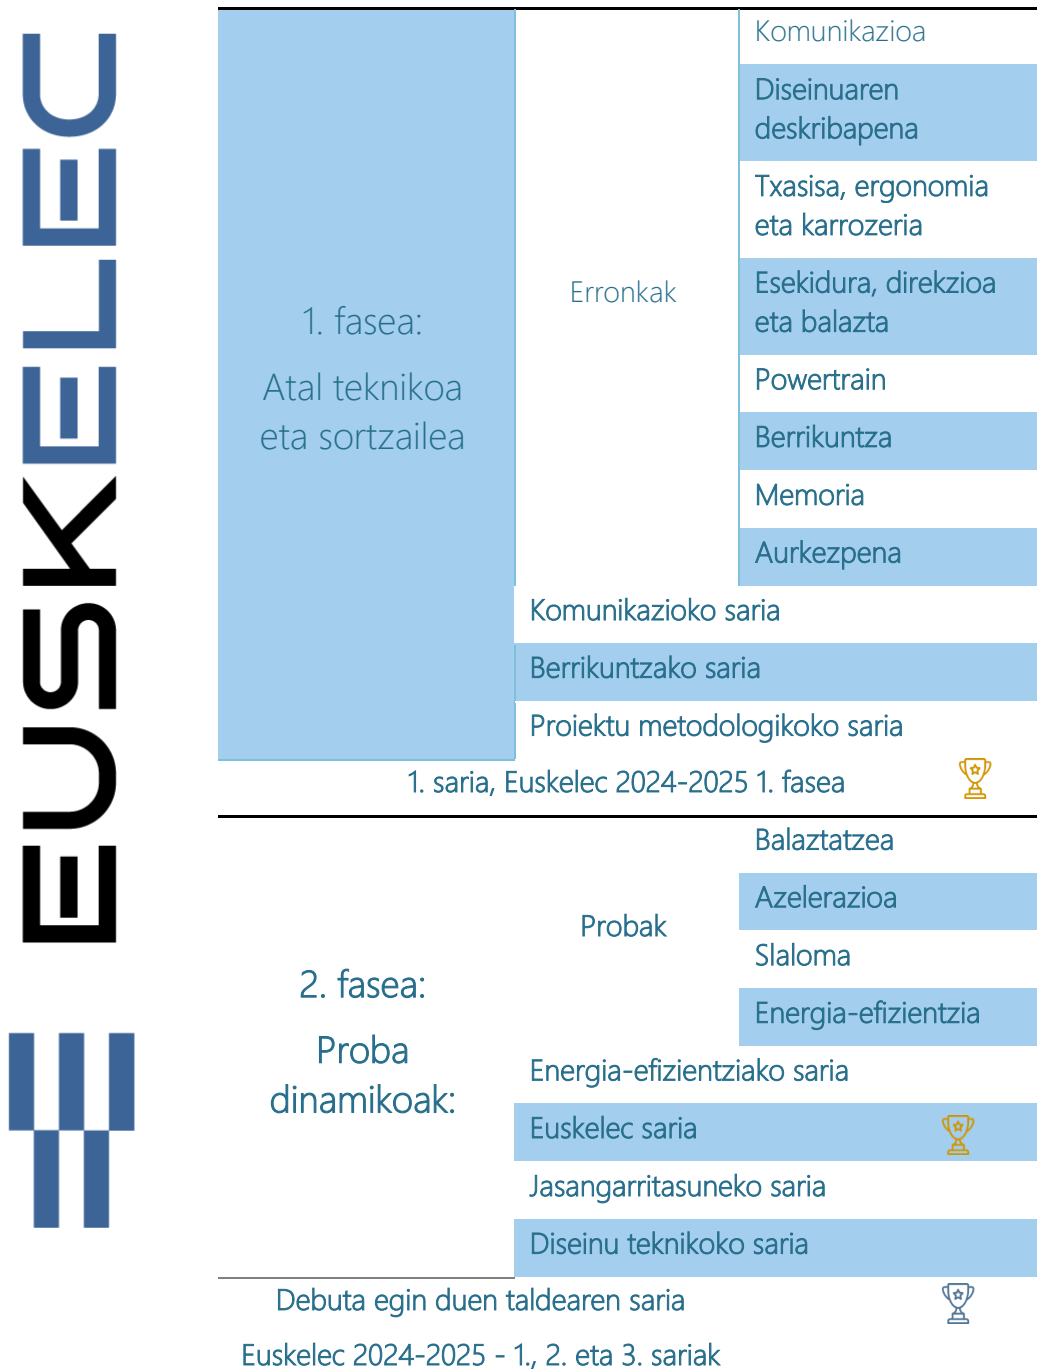 EUSKELEC
1. fasea:
Atal teknikoa
eta sortzailea
Erronkak
Komunikazioa
Diseinuaren
deskribapena
Txasisa, ergonomia
eta karrozeria
Esekidura, direkzioa
eta balazta
Powertrain
Berrikuntza
Memoria
Aurkezpena
Komunikazioko saria
Berrikuntzako saria
Proiektu metodologikoko saria
1. saria, Euskelec 2024-2025 1. fasea
2. fasea:
Proba
dinamikoak:
Probak
Balaztatzea
Azelerazioa
Slaloma
Energia-efizientzia
Energia-efizientziako saria
Euskelec saria
Jasangarritasuneko saria
Diseinu teknikoko saria
Debuta egin duen taldearen saria
Euskelec 2024-2025 - 1., 2. eta 3. sariak